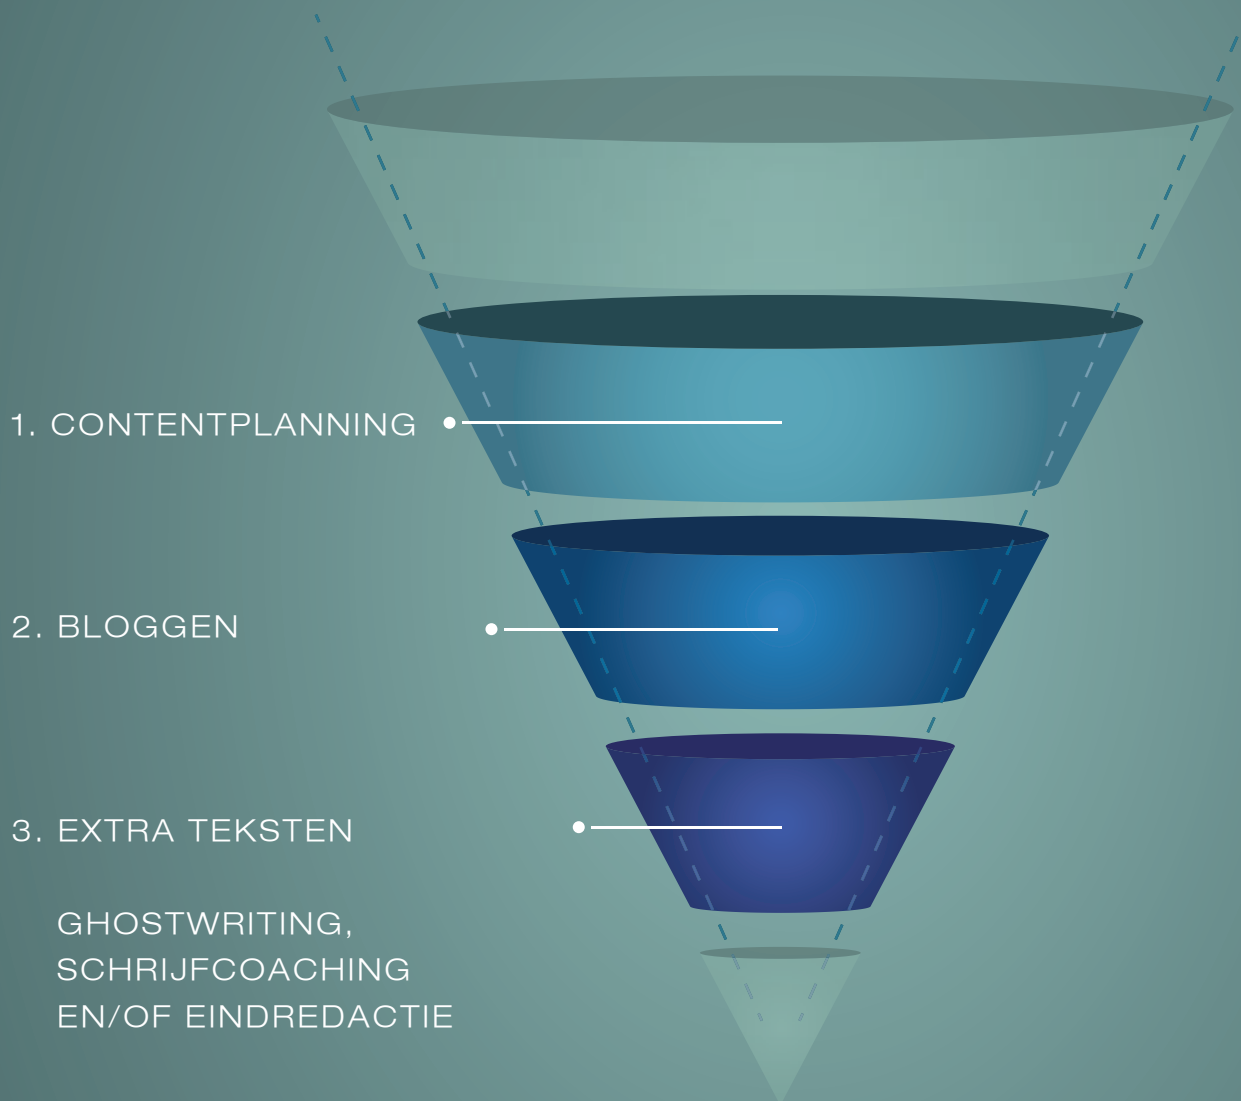 1. CONTENTPLANNING
2. BLOGGEN
3. EXTRA TEKSTEN
GHOSTWRITING,
SCHRIJFCOACHING
EN/OF EINDREDACTIE